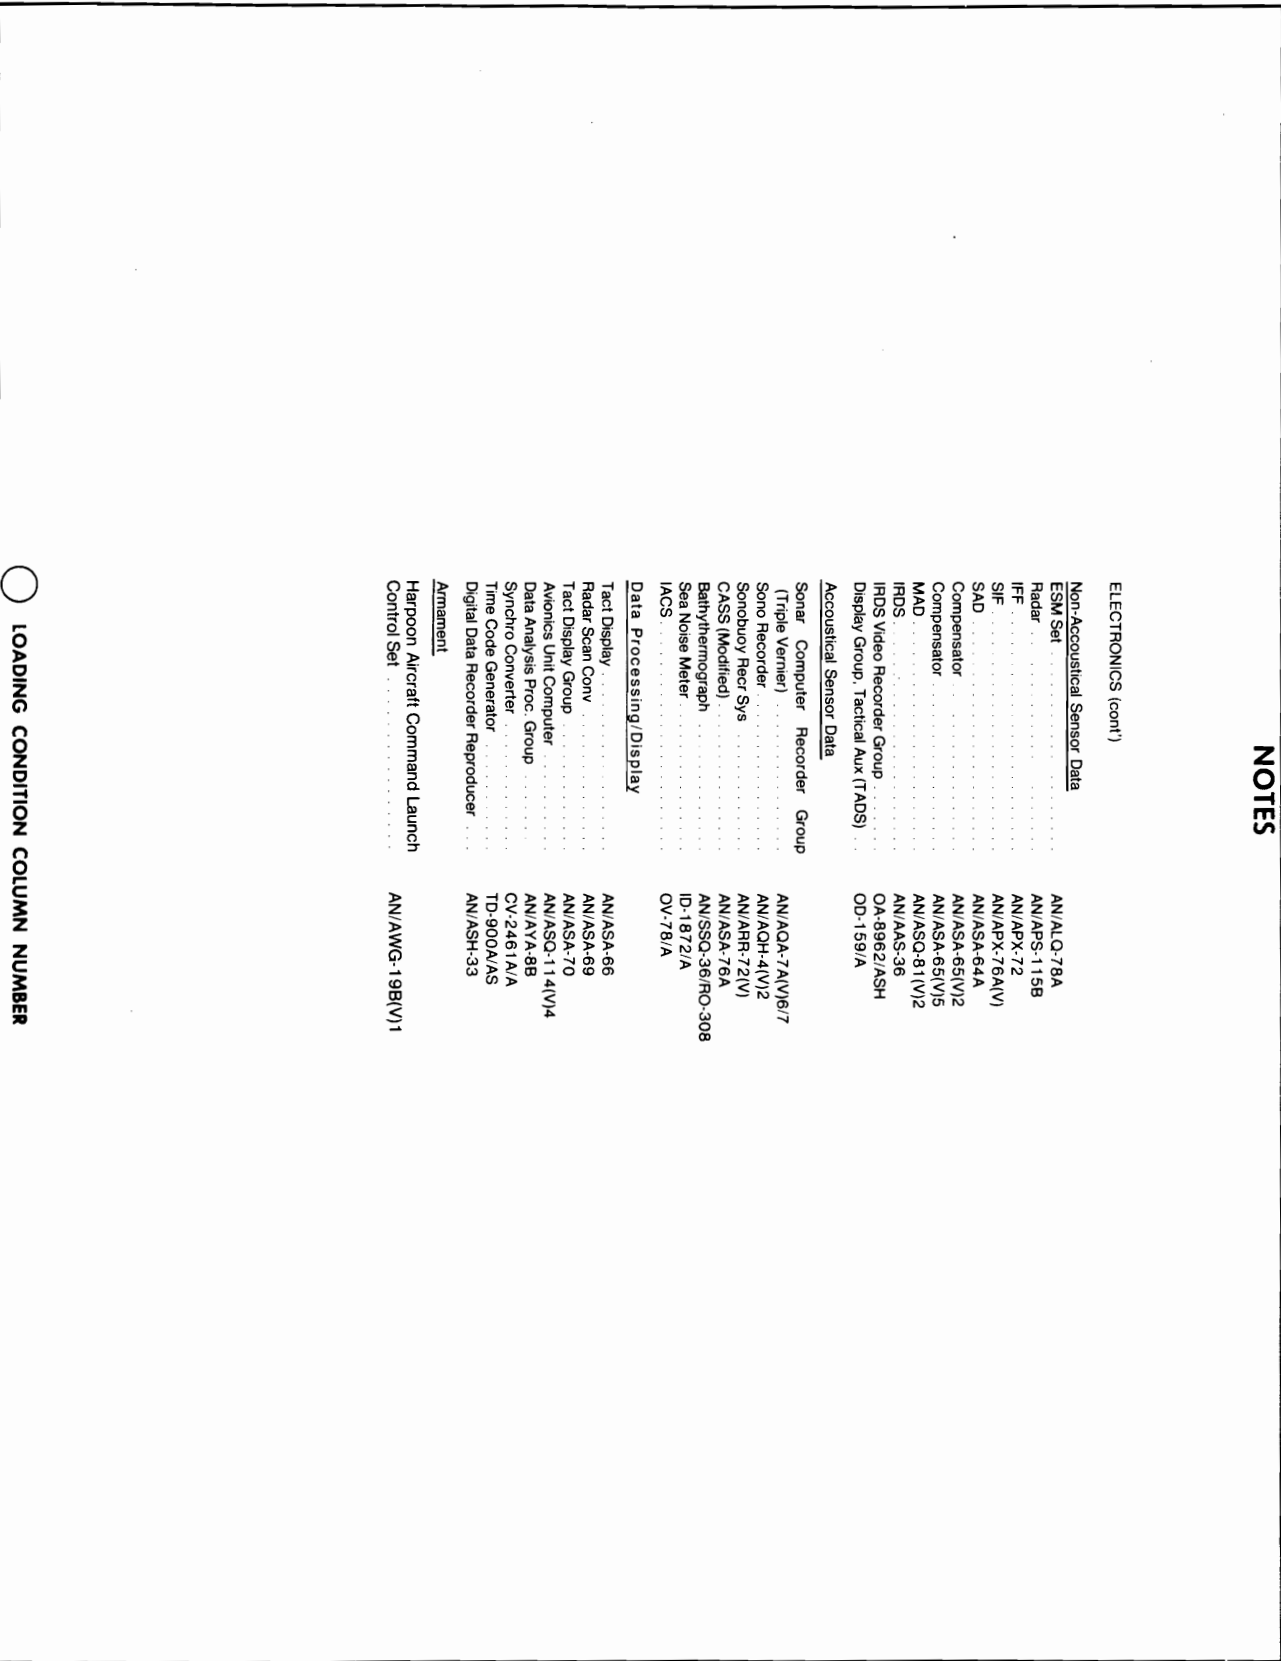 NOTES
ELECTRONICS (cont')
Non-Accoustical Sensor Data
ESM Set . . . . . . . . . . . . . AN/ALQ-78A
Radar . . . . . . . . . . . . . AN/APS-115B
IFF . . . . . . . . . . . . . AN/APX-72
SIF . . . . . . . . . . . . . AN/APX-76A(V)
SAD . . . . . . . . . . . . . AN/ASA-64A
Compensator . . . . . . . . . . AN/ASA-65(V)2
Compensator . . . . . . . . . . AN/ASA-65(V)5
MAD . . . . . . . . . . . . . AN/ASQ-81(V)2
IRDS . . . . . . . . . . . . . AN/AAS-36
IRDS Video Recorder Group . . . . OA-8962/ASH
Display Group, Tactical Aux (TADS) . . OD-159/A
Accoustical Sensor Data
Sonar Computer Recorder Group
(Triple Vernier) . . . . . . . . . . AN/AQA-7A(V)6/7
Sono Recorder . . . . . . . . . . AN/AQH-4(V)2
Sonobuoy Recr Sys . . . . . . . . AN/ARR-72(V)
CASS (Modified) . . . . . . . . . AN/ASA-76A
Bathythermograph . . . . . . . . AN/SSQ-36/RO-308
Sea Noise Meter . . . . . . . . . ID-1872/A
IACS . . . . . . . . . . . . . OV-78/A
Data Processing/Display
Tact Display . . . . . . . . . . . AN/ASA-66
Radar Scan Conv . . . . . . . . . AN/ASA-69
Tact Display Group . . . . . . . . AN/ASA-70
Avionics Unit Computer . . . . . . AN/ASQ-114(V)4
Data Analysis Proc. Group . . . . . AN/AYA-8B
Synchro Converter . . . . . . . . CV-2461A/A
Time Code Generator . . . . . . . TD-900A/AS
Digital Data Recorder Reproducer . . . AN/ASH-33
Armament
Harpoon Aircraft Command Launch
Control Set . . . . . . . . . . . AN/AWG-19B(V)1
LOADING CONDITION COLUMN NUMBER